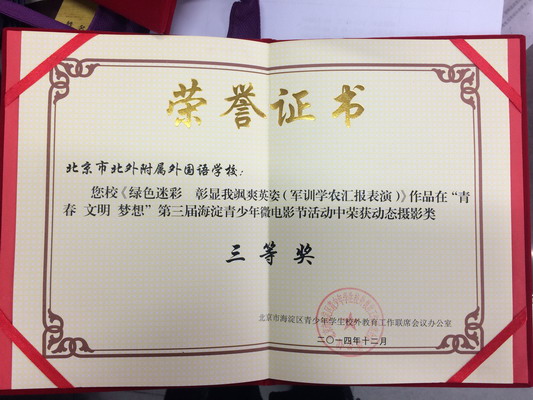 荣誉证书
北京市北外附属外国语学校：
您校《绿色迷彩 彰显我飒爽英姿（军训学农汇报表演）》作品在“青
春 文明 梦想”第三届海淀青少年微电影节活动中荣获动态摄影类
三等奖
北京市海淀区青少年学生校外教育工作联席会议办公室
二〇一四年十二月